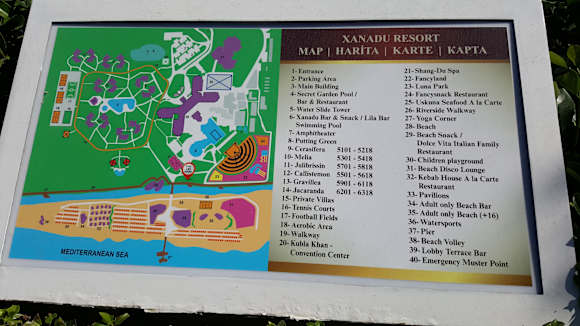 XANADU RESORT
MAP | HARİTA | KARTE | КАРТА
1- Entrance
2- Parking Area
3- Main Building
4- Secret Garden Pool /
Bar & Restaurant
5- Water Slide Tower
6- Xanadu Bar & Snack / Lila Bar
Swimming Pool
7- Amphitheater
8- Putting Green
9- Cerasifera 5101 - 5218
10- Melia 5301 - 5418
11- Julibrissin 5701 - 5818
12- Callistemon 5501 - 5618
13- Gravillea 5901 - 6118
14- Jacaranda 6201 - 6318
15- Private Villas
16- Tennis Courts
17- Football Fields
18- Aerobic Area
19- Walkway
20- Kubla Khan -
Convention Center
21- Shang-Du Spa
22- Fancyland
23- Luna Park
24- Fancysnack Restaurant
25- Uskuna Seafood A la Carte
26- Riverside Walkway
27- Yoga Corner
28- Beach
29- Beach Snack /
Dolce Vita Italian Family
Restaurant
30- Children playground
31- Beach Disco Lounge
32- Kebab House A la Carte
Restaurant
33- Pavilions
34- Adult only Beach Bar
35- Adult only Beach (+16)
36- Watersports
37- Pier
38- Beach Volley
39- Lobby Terrace Bar
40- Emergency Muster Point
MEDITERRANEAN SEA